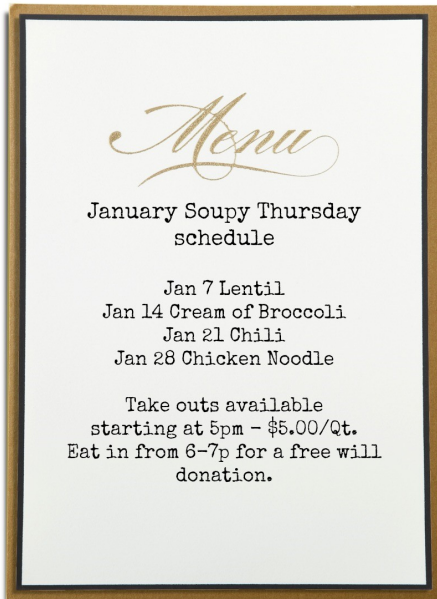 Menu
January Soupy Thursday
schedule
Jan 7 Lentil
Jan 14 Cream of Broccoli
Jan 21 Chili
Jan 28 Chicken Noodle
Take outs available
starting at 5pm - $5.00/Qt.
Eat in from 6-7p for a free will
donation.